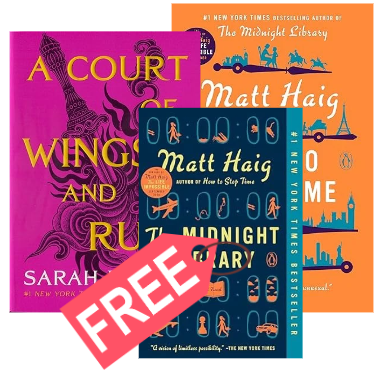 A COURT
OF
WINGS
AND
RU
SARAH
#1 NEW YORK
#1 NEW YORK TIMES BESTSELLING AUTHOR OF
The Midnight Library
Matt Haig
O
ME
Matt Haig
AUTHOR OF How to Stop Time
The MIDNIGHT
BRARY
A Novel
#1 NEW YORK TIMES BESTSELLER
"A vision of limitless possibility." —THE NEW YORK TIMES
FREE